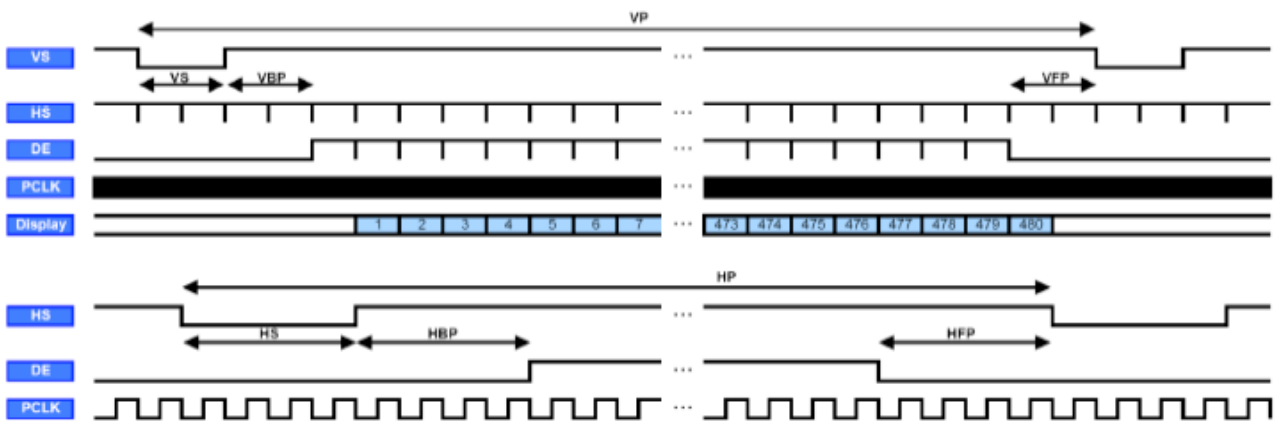 VP
VS ...
VS VBP VFP
HS ...
DE ...
PCLK ...
Display 1 2 3 4 5 6 7 ... 473 474 475 476 477 478 479 480
HP
HS ...
HS HBP HFP
DE ...
PCLK ...